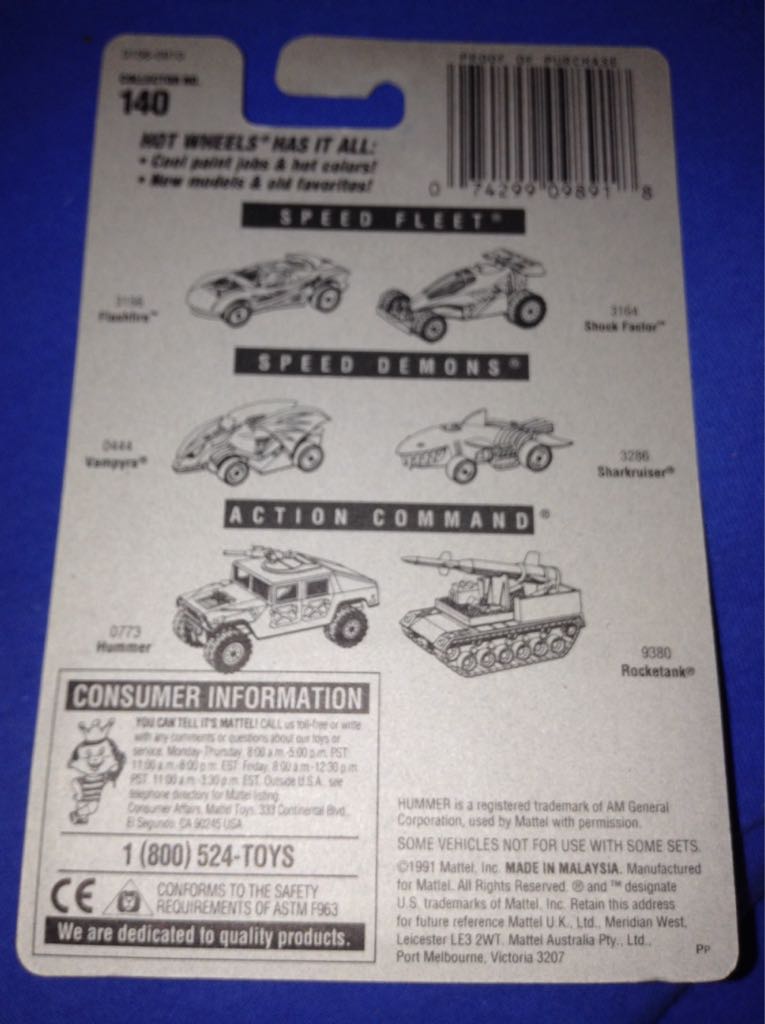 COLLECTION NO.
140
PROOF OF PURCHASE
0 74299 09891 8
HOT WHEELS® HAS IT ALL:
• Cool paint jobs & hot colors!
• New models & old favorites!
SPEED FLEET®
3166
Flashfire™
3164
Shock Factor™
SPEED DEMONS®
0444
Vampyra®
3286
Sharkruiser®
ACTION COMMAND®
0773
Hummer
9380
Rocketank®
CONSUMER INFORMATION
YOU CAN TELL IT'S MATTEL! CALL us toll-free or write
with any comments or questions about our toys or
service. Monday-Thursday 8:00 a.m.-5:00 p.m. PST
11:00 a.m.-8:00 p.m. EST. Friday, 8:00 a.m.-12:30 p.m.
PST 11:00 a.m.-3:30 p.m. EST. Outside U.S.A. see
telephone directory for Mattel listing.
Consumer Affairs, Mattel Toys, 333 Continental Blvd.,
El Segundo, CA 90245 USA
1 (800) 524-TOYS
CE CONFORMS TO THE SAFETY
REQUIREMENTS OF ASTM F963
We are dedicated to quality products.
HUMMER is a registered trademark of AM General
Corporation, used by Mattel with permission.
SOME VEHICLES NOT FOR USE WITH SOME SETS.
©1991 Mattel, Inc. MADE IN MALAYSIA. Manufactured
for Mattel. All Rights Reserved. ® and ™ designate
U.S. trademarks of Mattel, Inc. Retain this address
for future reference Mattel U.K., Ltd., Meridian West,
Leicester LE3 2WT. Mattel Australia Pty., Ltd.,
Port Melbourne, Victoria 3207
PP